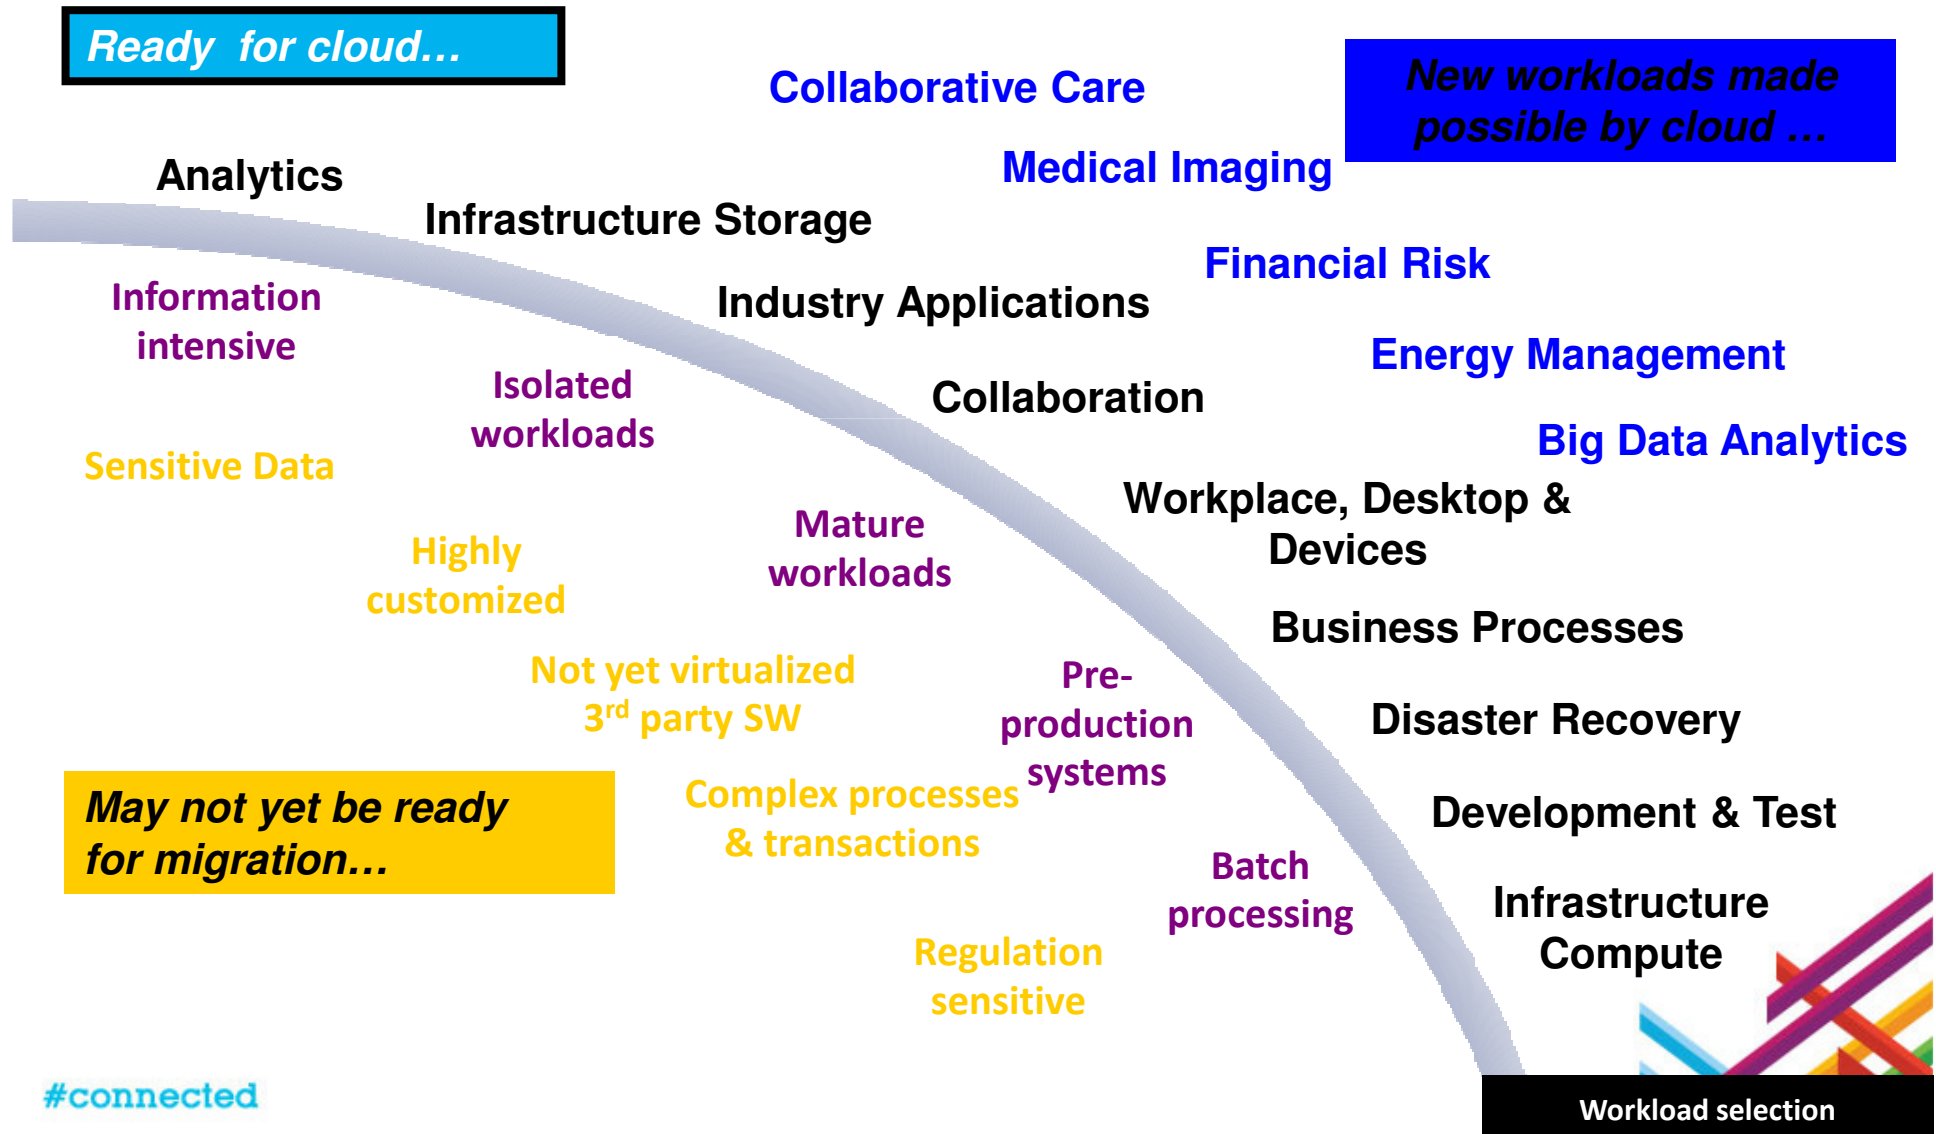 Ready for cloud…
New workloads made
possible by cloud …
Collaborative Care
Medical Imaging
Analytics
Infrastructure Storage
Financial Risk
Industry Applications
Information
intensive
Energy Management
Isolated
workloads
Collaboration
Big Data Analytics
Sensitive Data
Workplace, Desktop &
Devices
Mature
workloads
Highly
customized
Business Processes
Not yet virtualized
3rd party SW
Pre-
production
systems
Disaster Recovery
May not yet be ready
for migration…
Complex processes
& transactions
Development & Test
Batch
processing
Infrastructure
Compute
Regulation
sensitive
#connected
Workload selection